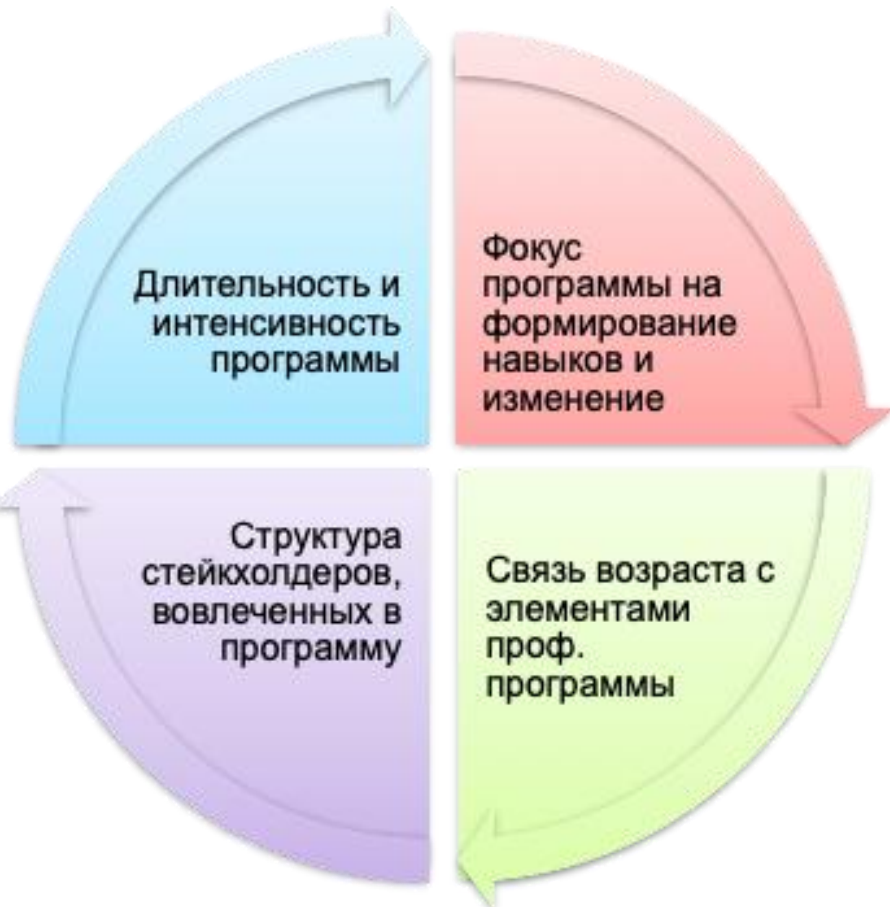 Длительность и
интенсивность
программы
Фокус
программы на
формирование
навыков и
изменение
Структура
стейкхолдеров,
вовлеченных в
программу
Связь возраста с
элементами
проф.
программы